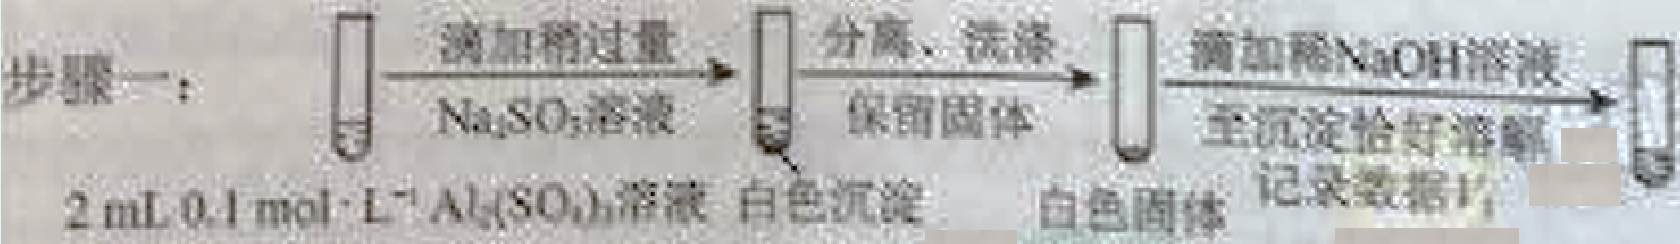 步骤一：
滴加稍过量
Na₂SO₃溶液
分离、洗涤
保留固体
滴加稀NaOH溶液
至沉淀恰好溶解
记录数据V₁
2 mL 0.1 mol·L⁻¹ Al₂(SO₄)₃溶液
白色沉淀
白色固体